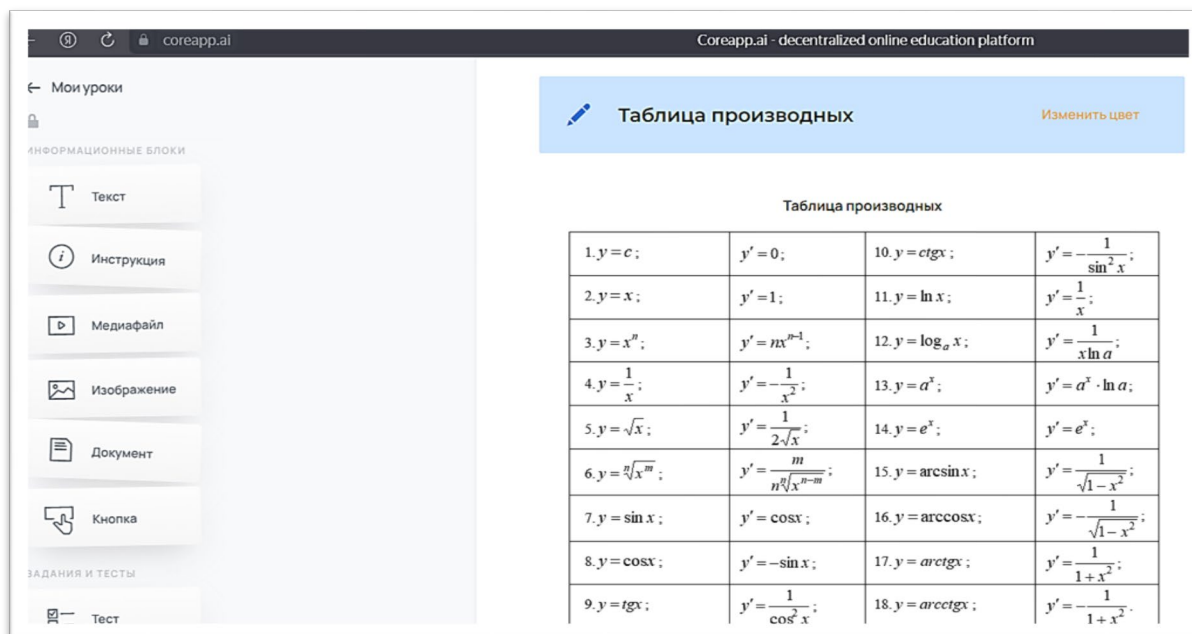 Я coreapp.ai Coreapp.ai - decentralized online education platform
← Мои уроки
ИНФОРМАЦИОННЫЕ БЛОКИ
Текст
Инструкция
Медиафайл
Изображение
Документ
Кнопка
ЗАДАНИЯ И ТЕСТЫ
Тест
Таблица производных Изменить цвет
Таблица производных
1. y = c ; y′ = 0; 10. y = ctgx ; y′ = −1/sin² x;
2. y = x ; y′ = 1; 11. y = ln x ; y′ = 1/x;
3. y = xⁿ ; y′ = nxⁿ⁻¹; 12. y = logₐ x ; y′ = 1/(x ln a);
4. y = 1/x ; y′ = −1/x²; 13. y = aˣ ; y′ = aˣ · ln a;
5. y = √x ; y′ = 1/(2√x); 14. y = eˣ ; y′ = eˣ ;
6. y = ⁿ√(xᵐ) ; y′ = m/(n ⁿ√(xⁿ⁻ᵐ)); 15. y = arcsin x ; y′ = 1/√(1 − x²);
7. y = sin x ; y′ = cosx ; 16. y = arccosx ; y′ = −1/√(1 − x²);
8. y = cosx ; y′ = −sin x ; 17. y = arctgx ; y′ = 1/(1 + x²);
9. y = tgx ; y′ = 1/cos² x; 18. y = arcctgx ; y′ = −1/(1 + x²).